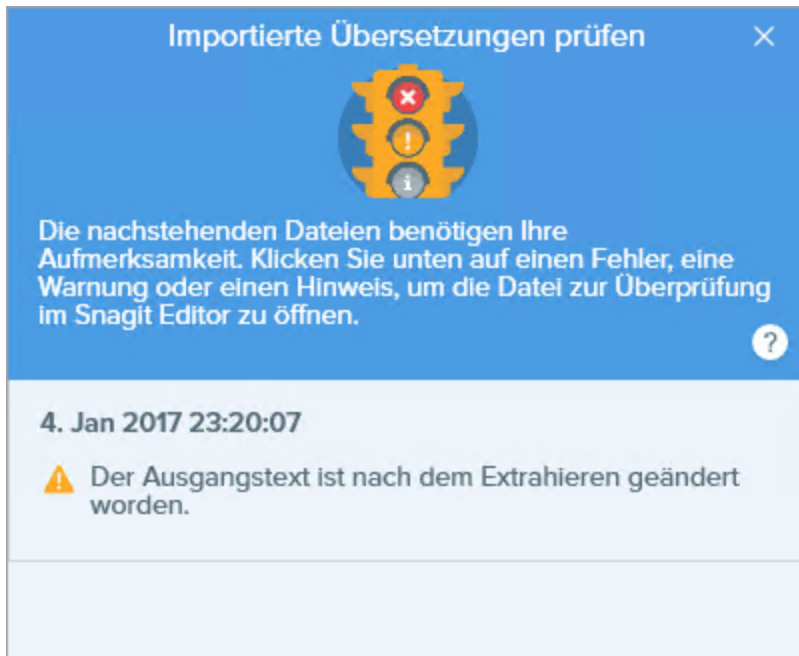 Importierte Übersetzungen prüfen
Die nachstehenden Dateien benötigen Ihre
Aufmerksamkeit. Klicken Sie unten auf einen Fehler, eine
Warnung oder einen Hinweis, um die Datei zur Überprüfung
im Snagit Editor zu öffnen.
?
4. Jan 2017 23:20:07
Der Ausgangstext ist nach dem Extrahieren geändert
worden.